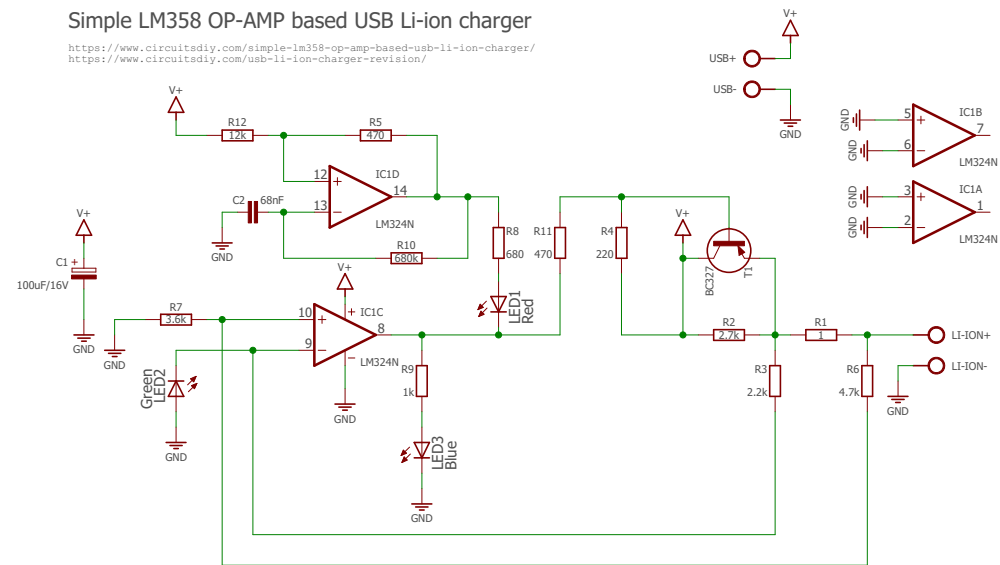 Simple LM358 OP-AMP based USB Li-ion charger
https://www.circuitsdiy.com/simple-lm358-op-amp-based-usb-li-ion-charger/
https://www.circuitsdiy.com/usb-li-ion-charger-revision/
V+
USB+
USB-
GND
V+
R12
12k
R5
470
12
+
13
-
IC1D
14
LM324N
C2
68nF
GND
R10
680k
GND
5
+
6
-
IC1B
7
LM324N
GND
GND
3
+
2
-
IC1A
1
LM324N
GND
V+
C1
+
100uF/16V
GND
R7
3.6k
GND
V+
10
+
9
-
+
-
IC1C
8
LM324N
GND
Green
LED2
GND
R8
680
LED1
Red
R11
470
R4
220
V+
BC327
T1
R9
1k
LED3
Blue
GND
R2
2.7k
R1
1
R3
2.2k
R6
4.7k
LI-ION+
LI-ION-
GND